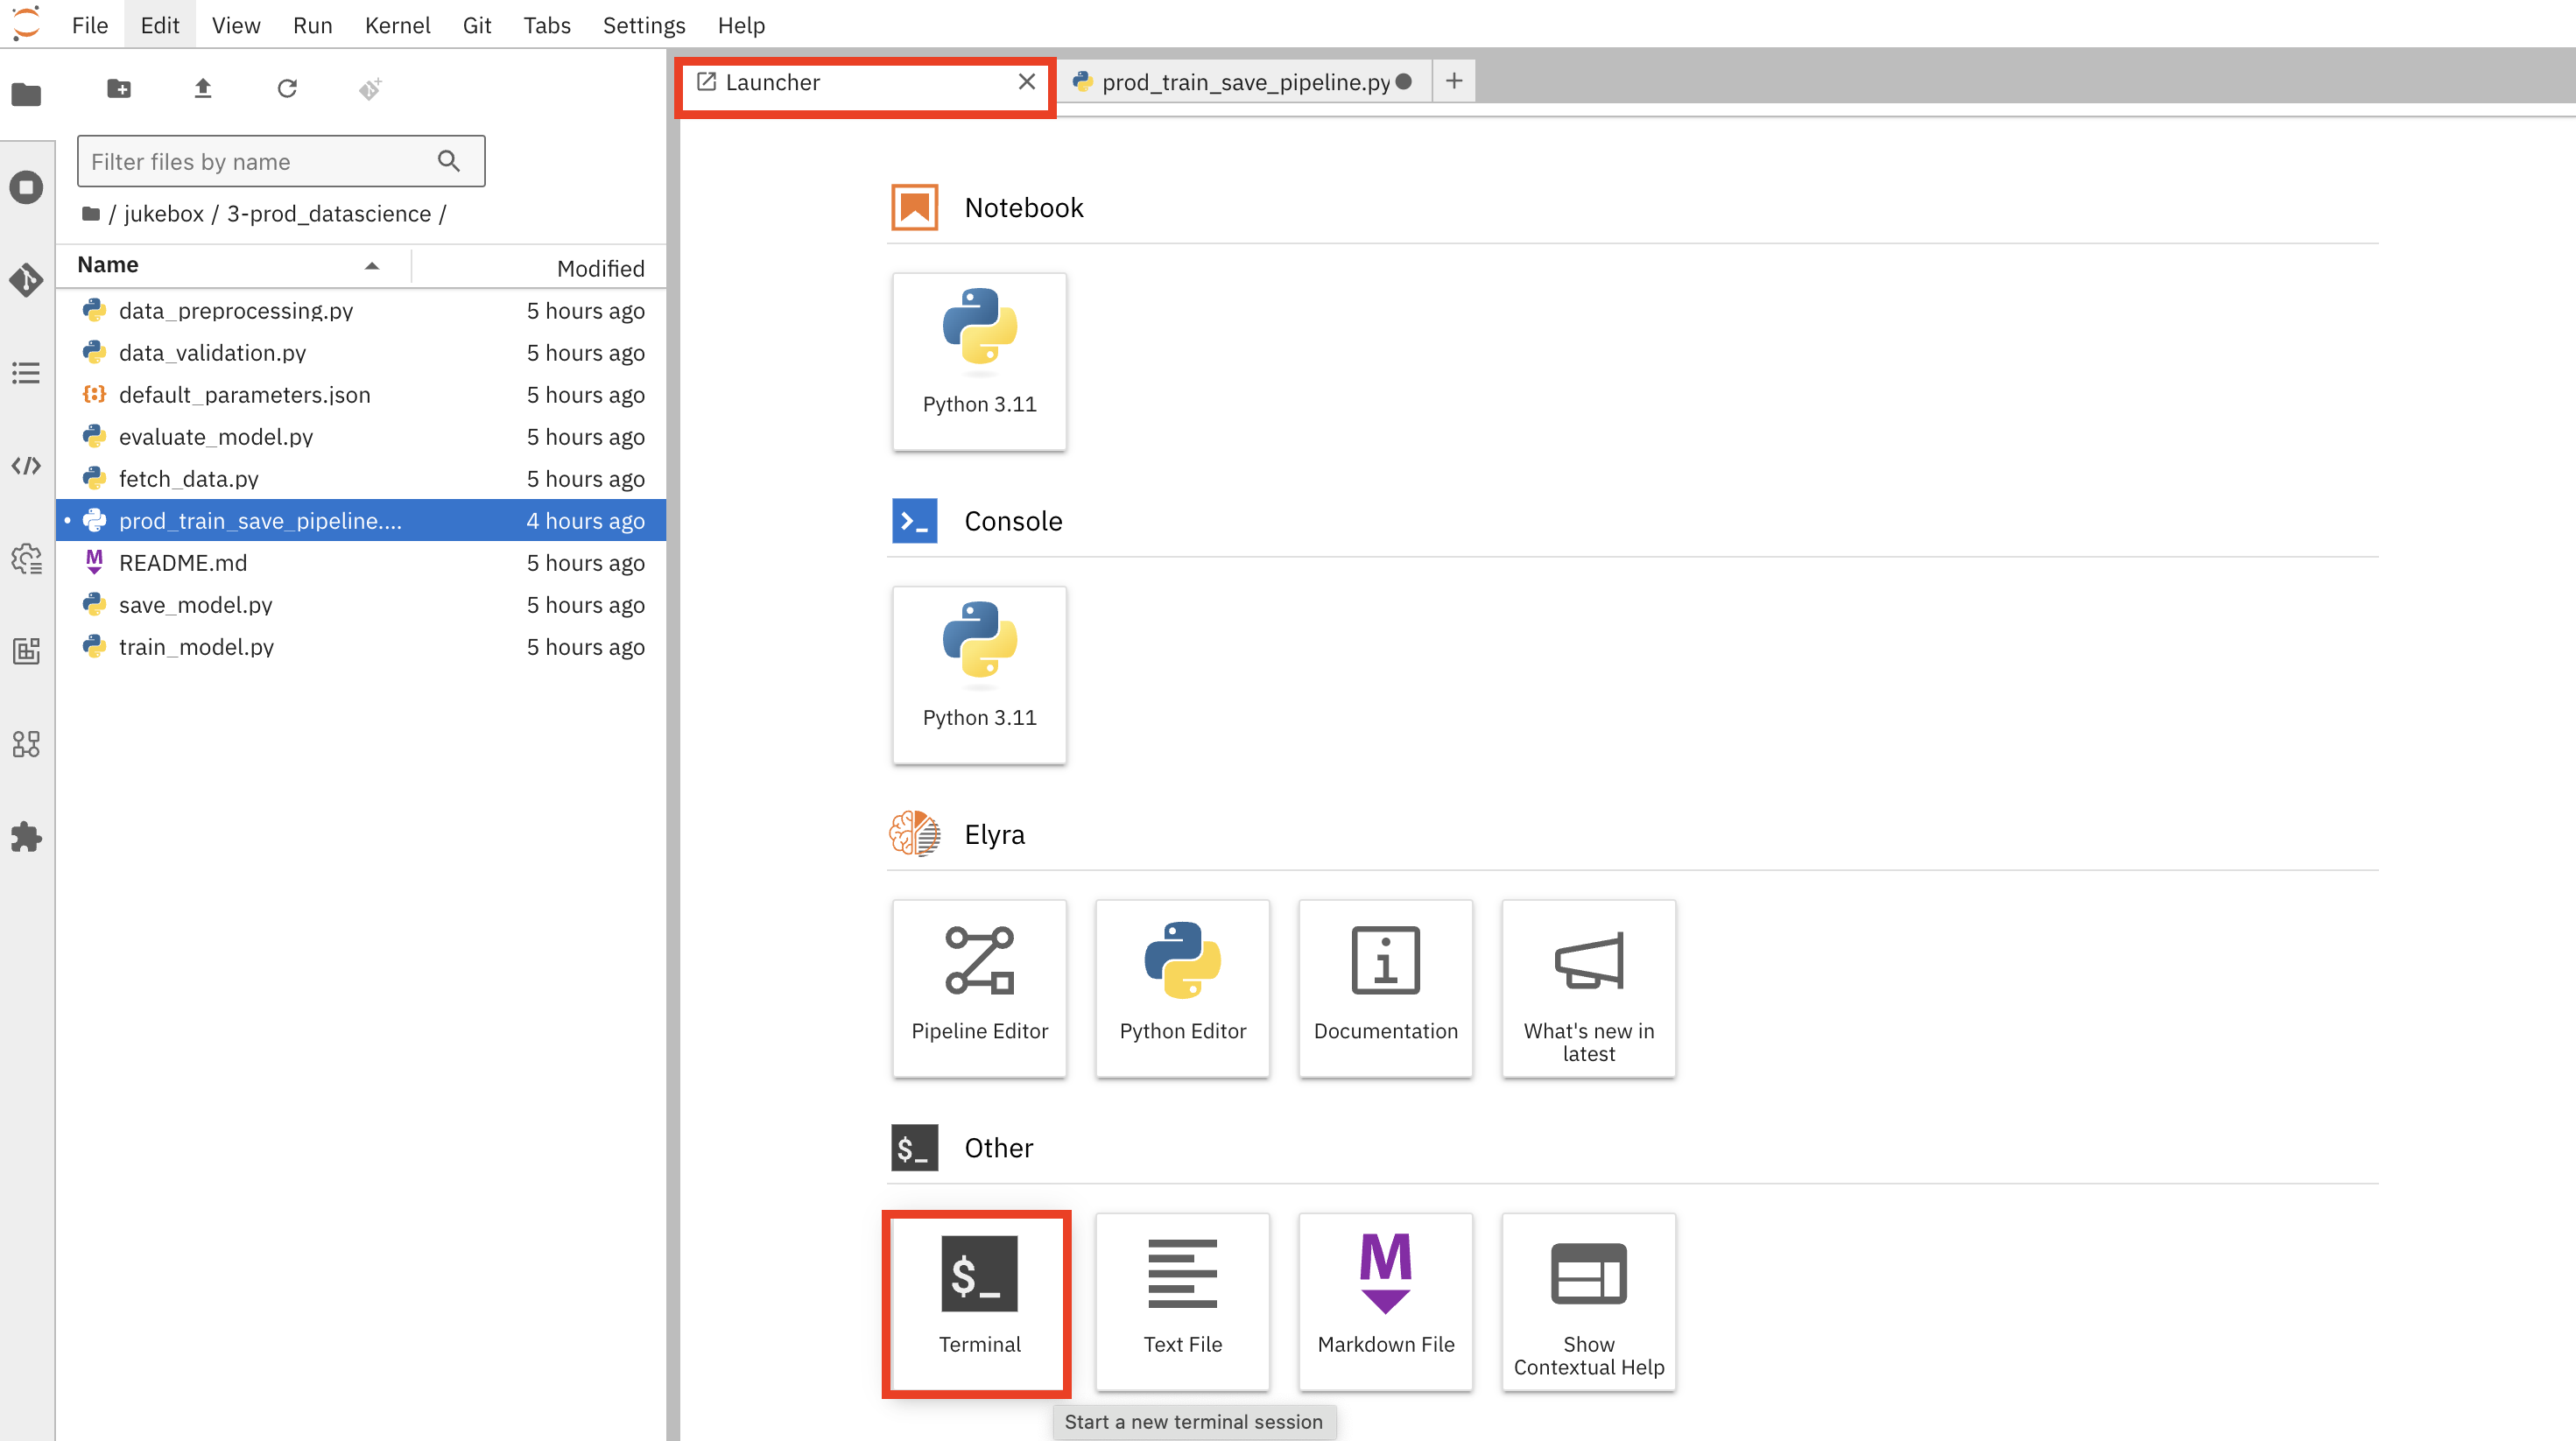 File Edit View Run Kernel Git Tabs Settings Help
Launcher
prod_train_save_pipeline.py
Filter files by name
/ jukebox / 3-prod_datascience /
Name Modified
data_preprocessing.py 5 hours ago
data_validation.py 5 hours ago
default_parameters.json 5 hours ago
evaluate_model.py 5 hours ago
fetch_data.py 5 hours ago
prod_train_save_pipeline.... 4 hours ago
README.md 5 hours ago
save_model.py 5 hours ago
train_model.py 5 hours ago
Notebook
Python 3.11
Console
Python 3.11
Elyra
Pipeline Editor
Python Editor
Documentation
What's new in
latest
$_ Other
$_
Terminal
Text File
M
Markdown File
Show
Contextual Help
Start a new terminal session